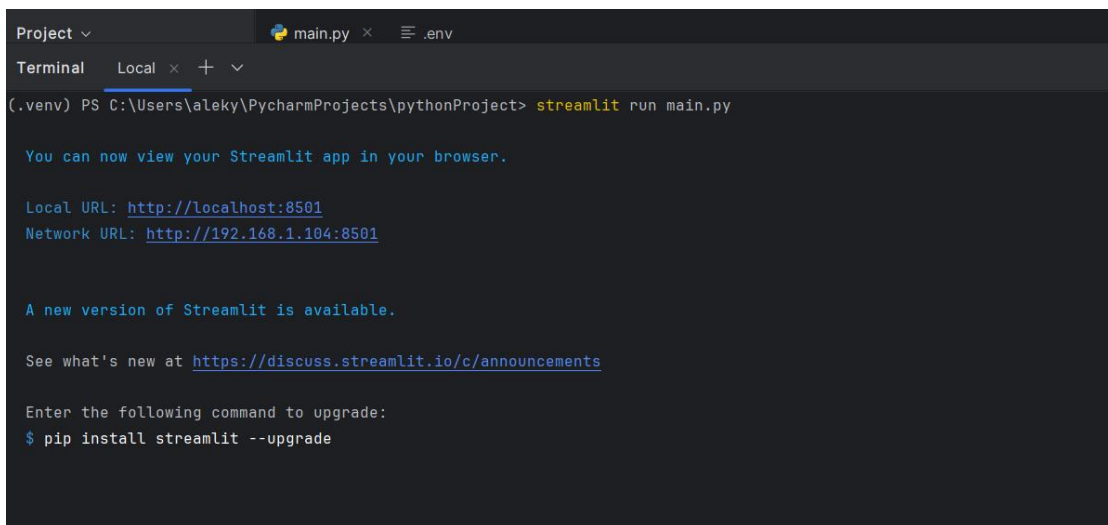 Project
main.py
.env
Terminal Local
(.venv) PS C:\Users\aleky\PycharmProjects\pythonProject> streamlit run main.py
You can now view your Streamlit app in your browser.
Local URL: http://localhost:8501
Network URL: http://192.168.1.104:8501
A new version of Streamlit is available.
See what's new at https://discuss.streamlit.io/c/announcements
Enter the following command to upgrade:
$ pip install streamlit --upgrade